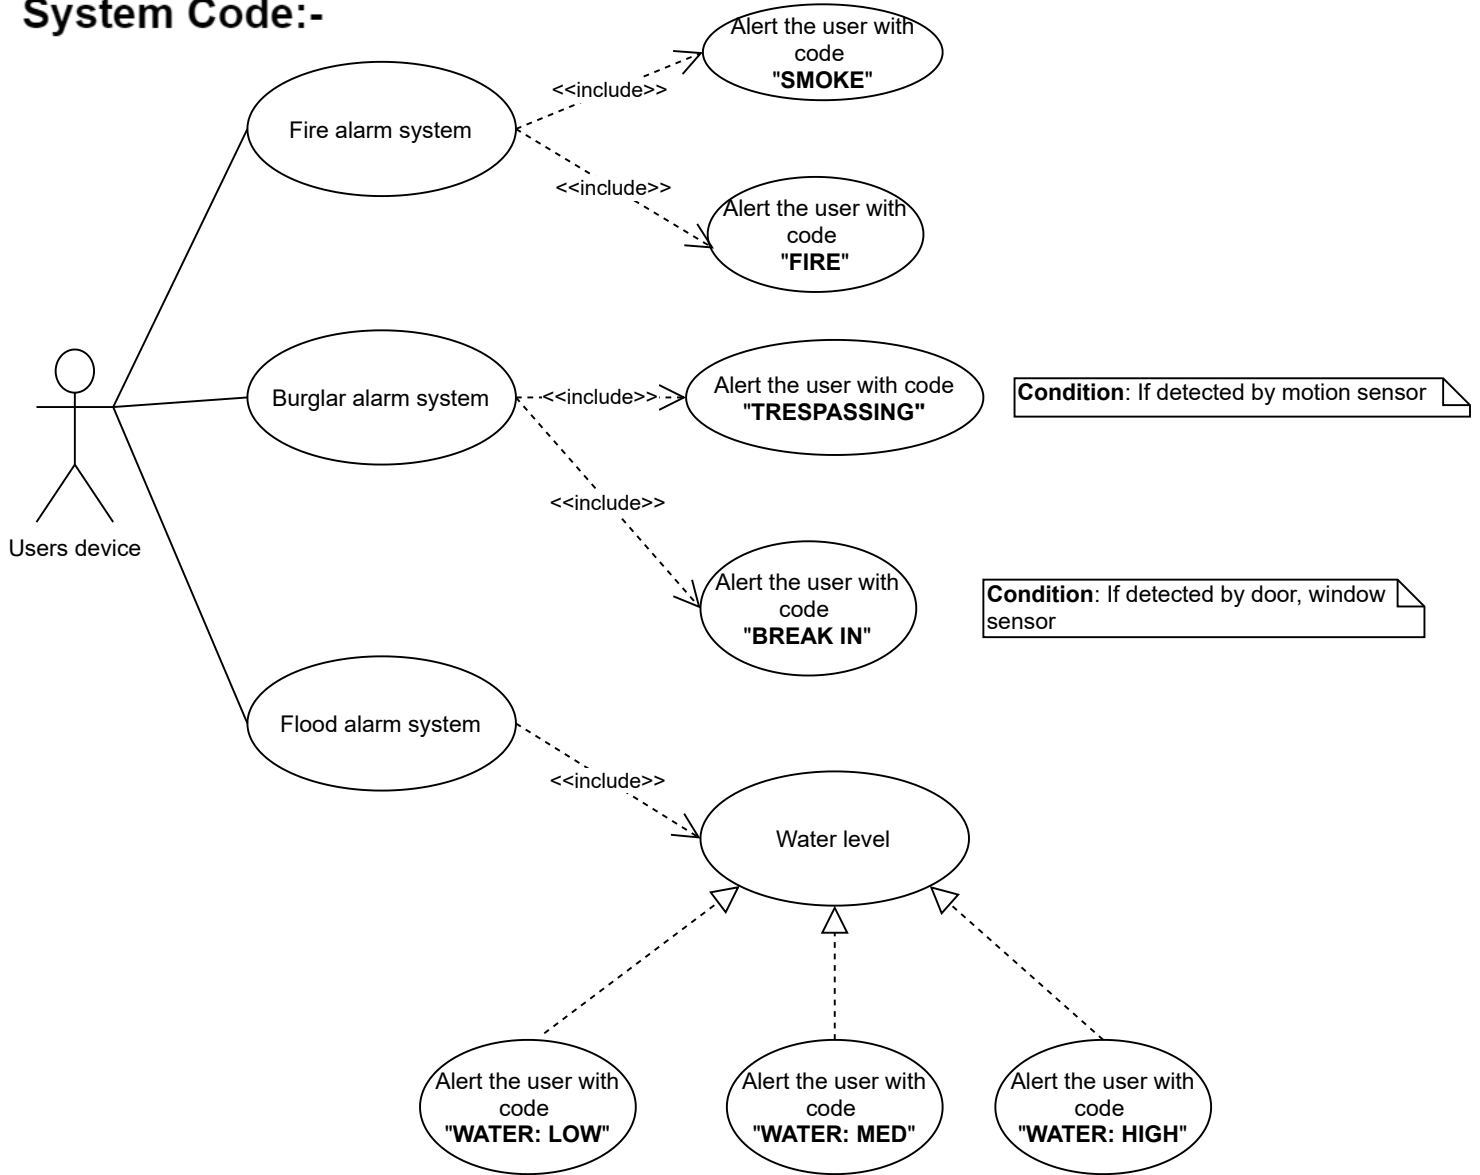 System Code:-
Alert the user with
code
"SMOKE"
<<include>>
Fire alarm system
<<include>>
Alert the user with
code
"FIRE"
Burglar alarm system
<<include>>
Alert the user with code
"TRESPASSING"
Condition: If detected by motion sensor
<<include>>
Users device
Alert the user with
code
"BREAK IN"
Condition: If detected by door, window
sensor
Flood alarm system
<<include>>
Water level
Alert the user with
code
"WATER: LOW"
Alert the user with
code
"WATER: MED"
Alert the user with
code
"WATER: HIGH"